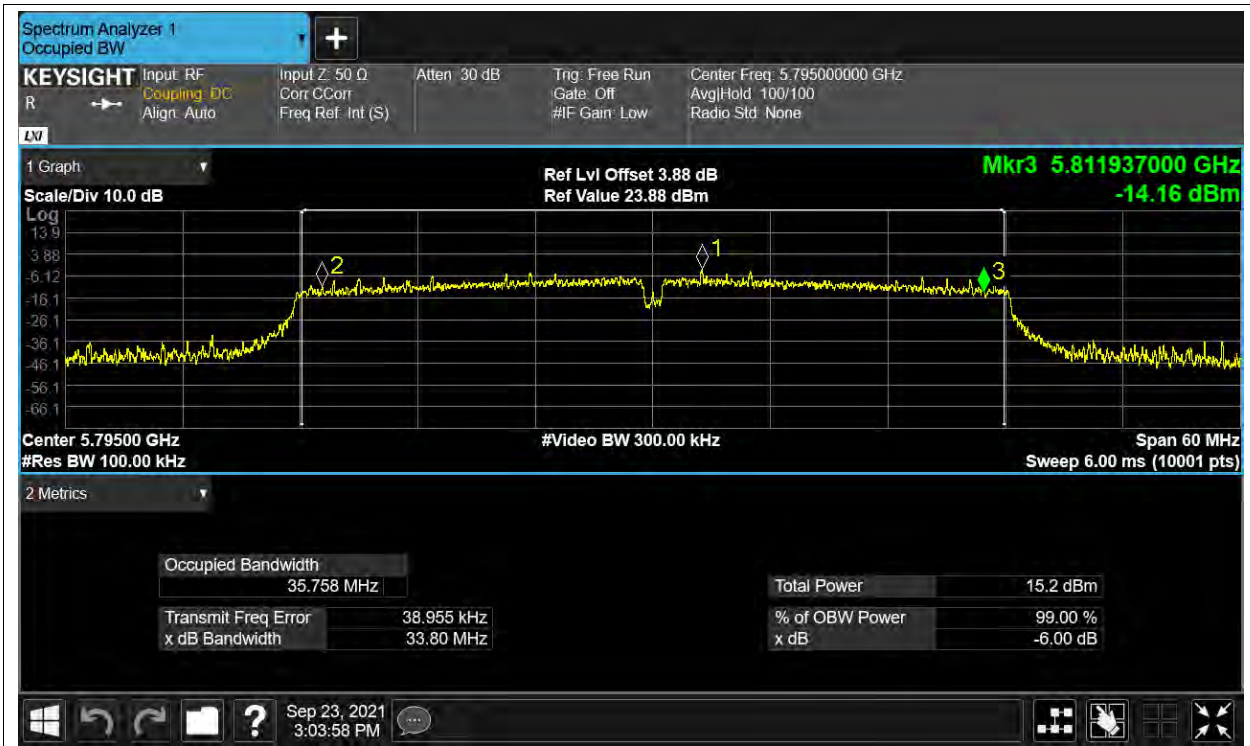 Spectrum Analyzer 1
Occupied BW
+
KEYSIGHT
R
LXI
Input: RF
Coupling: DC
Align: Auto
Input Z: 50 Ω
Corr CCorr
Freq Ref: Int (S)
Atten: 30 dB
Trig: Free Run
Gate: Off
#IF Gain: Low
Center Freq: 5.795000000 GHz
Avg|Hold: 100/100
Radio Std: None
1 Graph
Scale/Div 10.0 dB
Ref Lvl Offset 3.88 dB
Ref Value 23.88 dBm
Mkr3 5.811937000 GHz
-14.16 dBm
Log
13.9
3.88
-6.12
-16.1
-26.1
-36.1
-46.1
-56.1
-66.1
2
1
3
Center 5.79500 GHz
#Res BW 100.00 kHz
#Video BW 300.00 kHz
Span 60 MHz
Sweep 6.00 ms (10001 pts)
2 Metrics
Occupied Bandwidth
35.758 MHz
Transmit Freq Error 38.955 kHz
x dB Bandwidth 33.80 MHz
Total Power 15.2 dBm
% of OBW Power 99.00 %
x dB -6.00 dB
?
Sep 23, 2021
3:03:58 PM